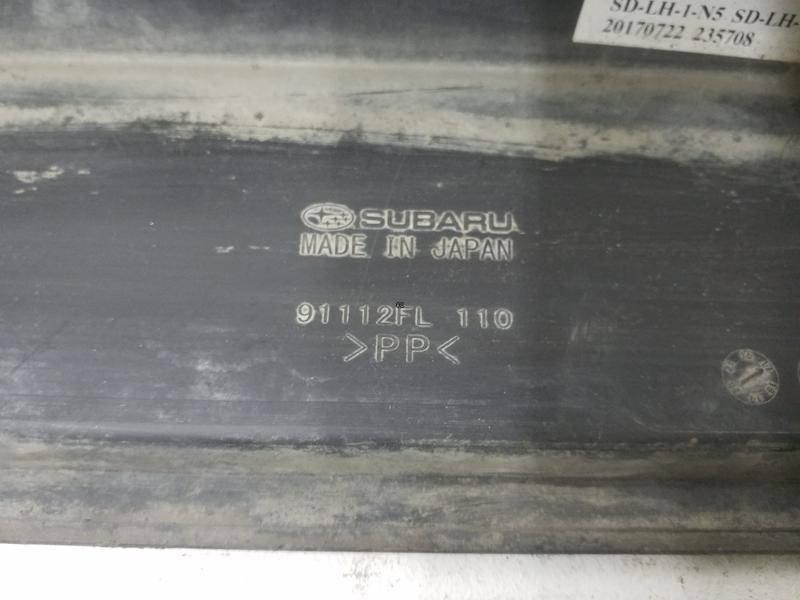 SD-LH-1-N5 SD-LH-
20170722 235708
SUBARU
MADE IN JAPAN
91112FL 110
>PP<